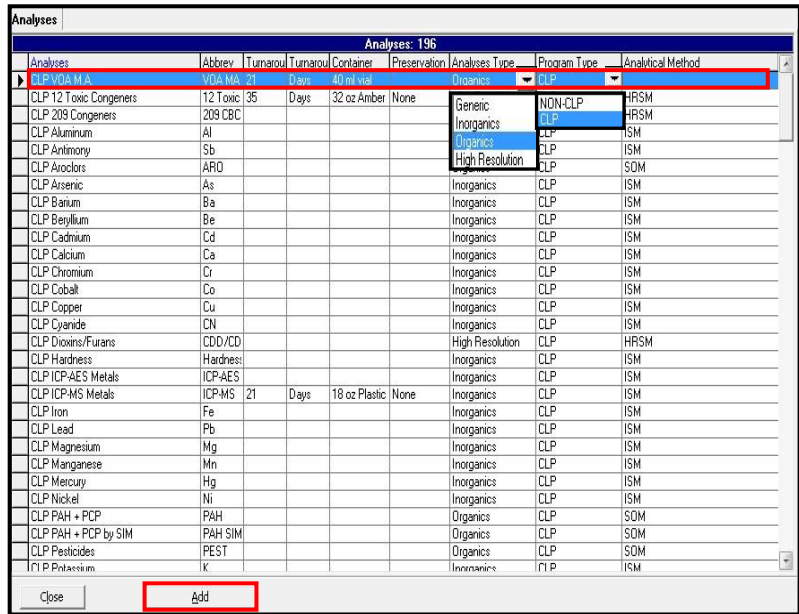 Analyses
Analyses: 196
Analyses Abbrev Turnarou Turnarou Container Preservation Analyses Type Program Type Analytical Method
CLP VOA M.A. VOA MA 21 Days 40 ml vial Organics CLP
CLP 12 Toxic Congeners 12 Toxic 35 Days 32 oz Amber None Generic NON-CLP HRSM
CLP 209 Congeners 209 CBC Inorganics CLP HRSM
CLP Aluminum Al Organics CLP ISM
CLP Antimony Sb High Resolution CLP ISM
CLP Aroclors ARO Organics CLP SOM
CLP Arsenic As Inorganics CLP ISM
CLP Barium Ba Inorganics CLP ISM
CLP Beryllium Be Inorganics CLP ISM
CLP Cadmium Cd Inorganics CLP ISM
CLP Calcium Ca Inorganics CLP ISM
CLP Chromium Cr Inorganics CLP ISM
CLP Cobalt Co Inorganics CLP ISM
CLP Copper Cu Inorganics CLP ISM
CLP Cyanide CN Inorganics CLP ISM
CLP Dioxins/Furans CDD/CD High Resolution CLP HRSM
CLP Hardness Hardness Inorganics CLP ISM
CLP ICP-AES Metals ICP-AES Inorganics CLP ISM
CLP ICP-MS Metals ICP-MS 21 Days 18 oz Plastic None Inorganics CLP ISM
CLP Iron Fe Inorganics CLP ISM
CLP Lead Pb Inorganics CLP ISM
CLP Magnesium Mg Inorganics CLP ISM
CLP Manganese Mn Inorganics CLP ISM
CLP Mercury Hg Inorganics CLP ISM
CLP Nickel Ni Inorganics CLP ISM
CLP PAH + PCP PAH Organics CLP SOM
CLP PAH + PCP by SIM PAH SIM Organics CLP SOM
CLP Pesticides PEST Organics CLP SOM
CLP Potassium K Inorganics CLP ISM
Close Add